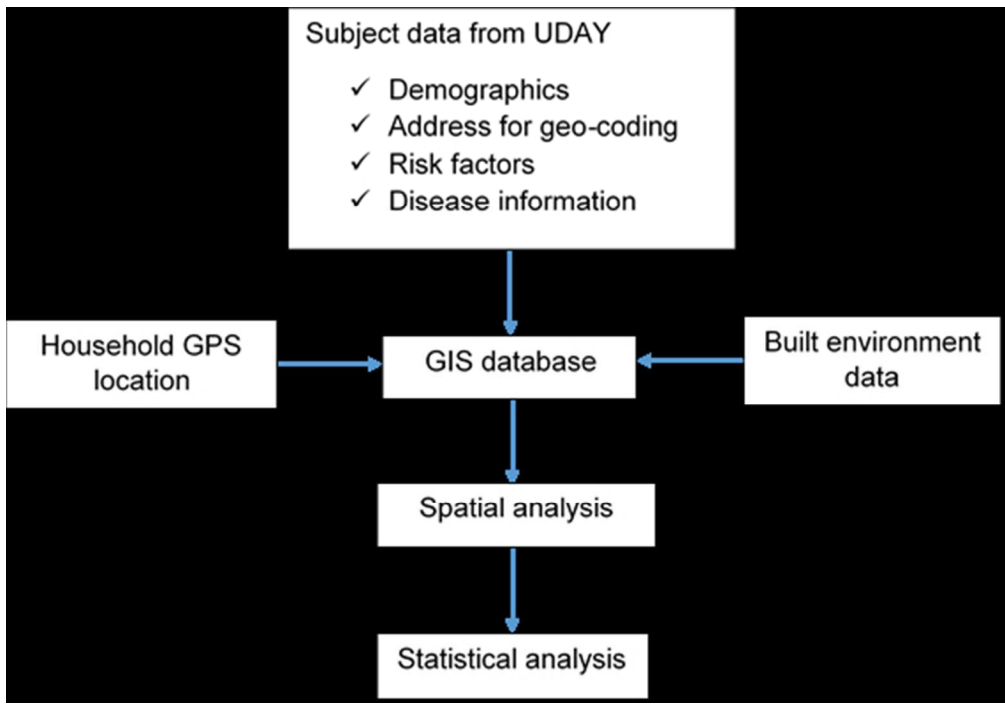 Subject data from UDAY
✓ Demographics
✓ Address for geo-coding
✓ Risk factors
✓ Disease information
Household GPS
location
GIS database
Built environment
data
Spatial analysis
Statistical analysis